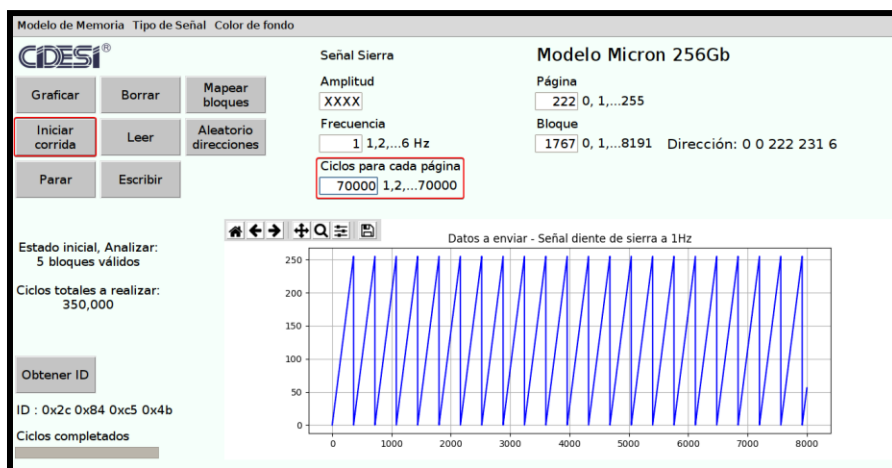 Modelo de Memoria Tipo de Señal Color de fondo
CIDESI®
Graficar
Borrar
Mapear
bloques
Iniciar
corrida
Leer
Aleatorio
direcciones
Parar
Escribir
Señal Sierra
Amplitud
XXXX
Frecuencia
1 1,2,...6 Hz
Ciclos para cada página
70000 1,2,...70000
Modelo Micron 256Gb
Página
222 0, 1,...255
Bloque
1767 0, 1,...8191 Dirección: 0 0 222 231 6
Estado inicial, Analizar:
5 bloques válidos
Ciclos totales a realizar:
350,000
Obtener ID
ID : 0x2c 0x84 0xc5 0x4b
Ciclos completados
Datos a enviar - Señal diente de sierra a 1Hz
250
200
150
100
50
0
0 1000 2000 3000 4000 5000 6000 7000 8000